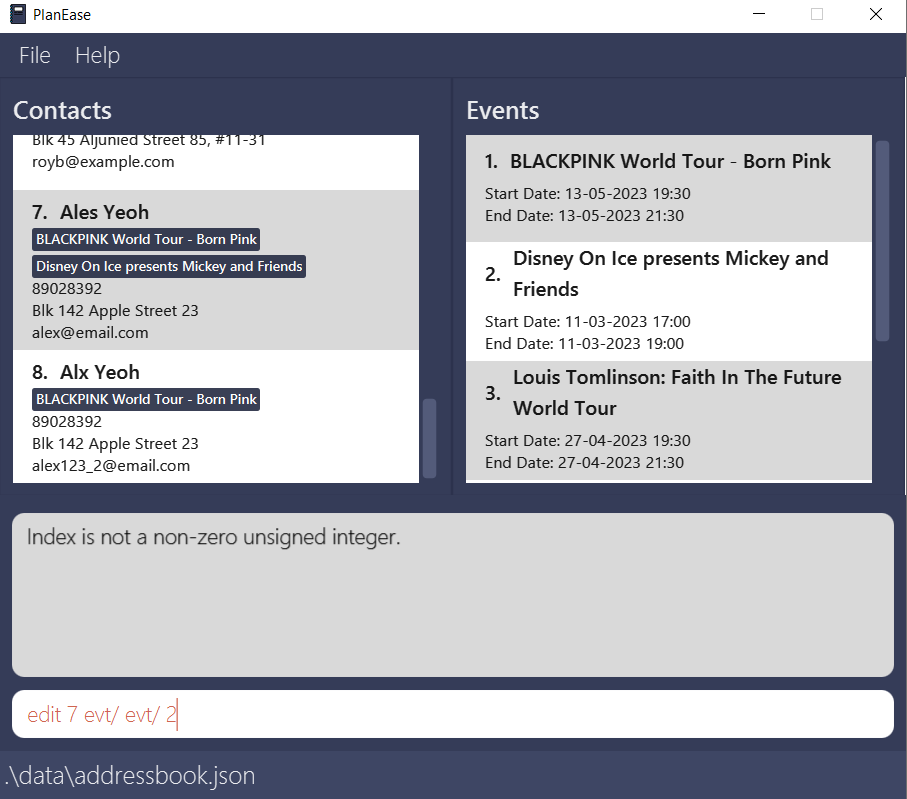 PlanEase
File Help
Contacts
Blk 45 Aljunied Street 85, #11-31
royb@example.com
7. Ales Yeoh
BLACKPINK World Tour - Born Pink
Disney On Ice presents Mickey and Friends
89028392
Blk 142 Apple Street 23
alex@email.com
8. Alx Yeoh
BLACKPINK World Tour - Born Pink
89028392
Blk 142 Apple Street 23
alex123_2@email.com
Events
1. BLACKPINK World Tour - Born Pink
Start Date: 13-05-2023 19:30
End Date: 13-05-2023 21:30
2. Disney On Ice presents Mickey and
Friends
Start Date: 11-03-2023 17:00
End Date: 11-03-2023 19:00
3. Louis Tomlinson: Faith In The Future
World Tour
Start Date: 27-04-2023 19:30
End Date: 27-04-2023 21:30
Index is not a non-zero unsigned integer.
edit 7 evt/ evt/ 2
.\data\addressbook.json